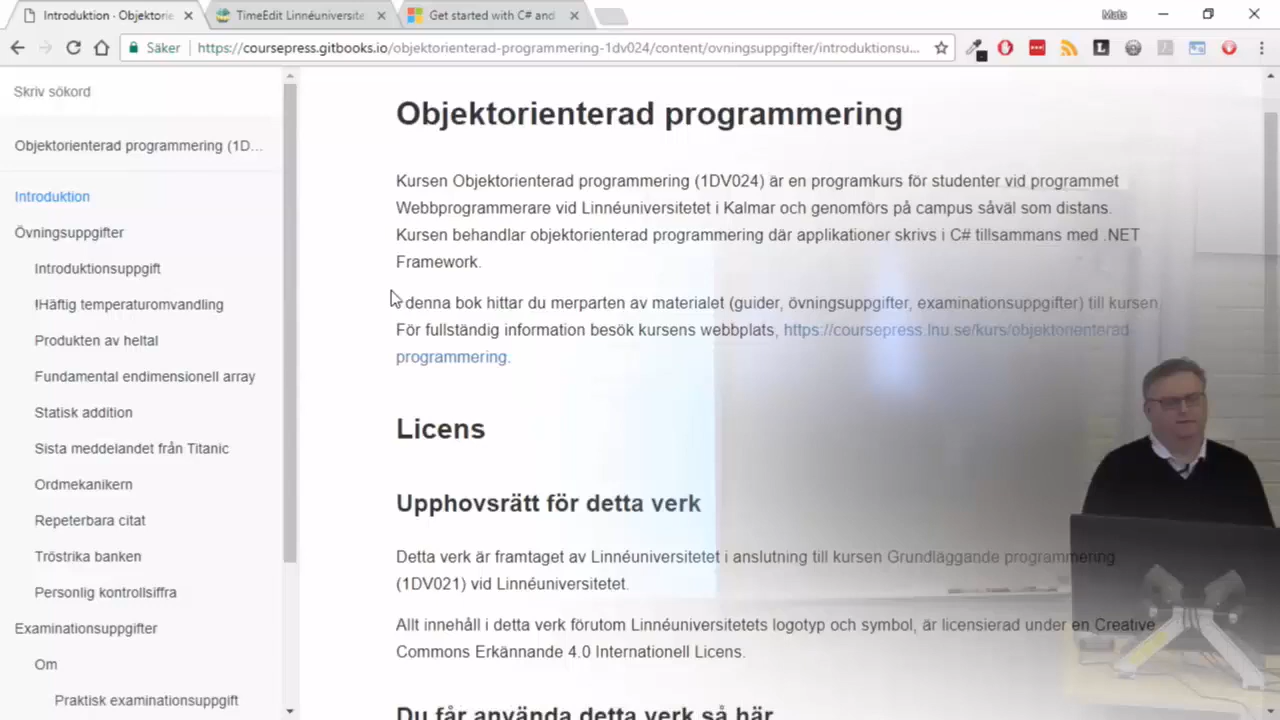 Introduktion - Objektorie
TimeEdit Linnéuniversite
Get started with C# and
Mats
Säker
https://coursepress.gitbooks.io/objektorienterad-programmering-1dv024/content/ovningsuppgifter/introduktionsu...
Skriv sökord
Objektorienterad programmering (1D...
Introduktion
Övningsuppgifter
Introduktionsuppgift
!Häftig temperaturomvandling
Produkten av heltal
Fundamental endimensionell array
Statisk addition
Sista meddelandet från Titanic
Ordmekanikern
Repeterbara citat
Tröstrika banken
Personlig kontrollsiffra
Examinationsuppgifter
Om
Praktisk examinationsuppgift
Objektorienterad programmering
Kursen Objektorienterad programmering (1DV024) är en programkurs för studenter vid programmet
Webbprogrammerare vid Linnéuniversitetet i Kalmar och genomförs på campus såväl som distans.
Kursen behandlar objektorienterad programmering där applikationer skrivs i C# tillsammans med .NET
Framework.
denna bok hittar du merparten av materialet (guider, övningsuppgifter, examinationsuppgifter) till kursen.
För fullständig information besök kursens webbplats, https://coursepress.lnu.se/kurs/objektorienterad-
programmering.
Licens
Upphovsrätt för detta verk
Detta verk är framtaget av Linnéuniversitetet i anslutning till kursen Grundläggande programmering
(1DV021) vid Linnéuniversitetet.
Allt innehåll i detta verk förutom Linnéuniversitetets logotyp och symbol, är licensierad under en Creative
Commons Erkännande 4.0 Internationell Licens.
Du får använda detta verk så här